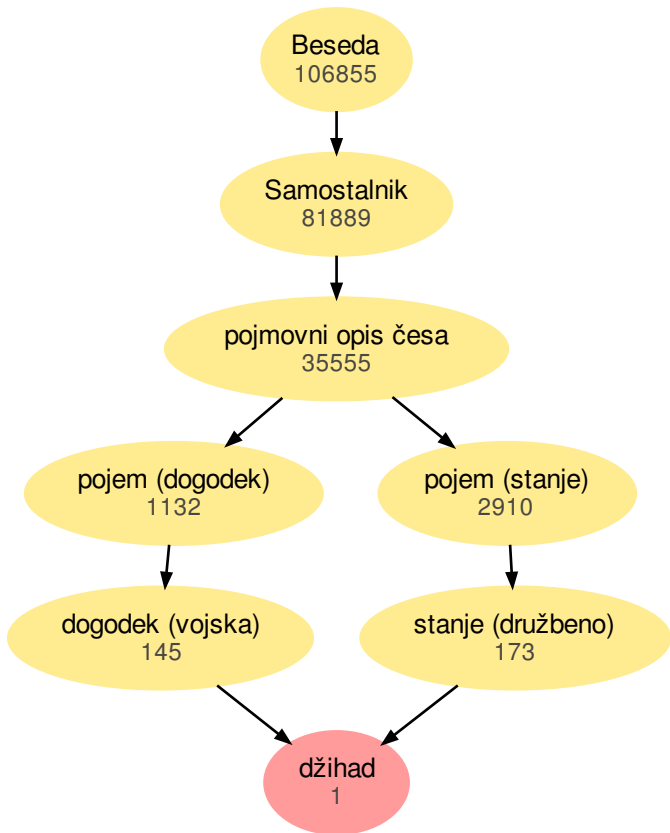 Beseda
106855
Samostalnik
81889
pojmovni opis česa
35555
pojem (dogodek)
1132
pojem (stanje)
2910
dogodek (vojska)
145
stanje (družbeno)
173
džihad
1